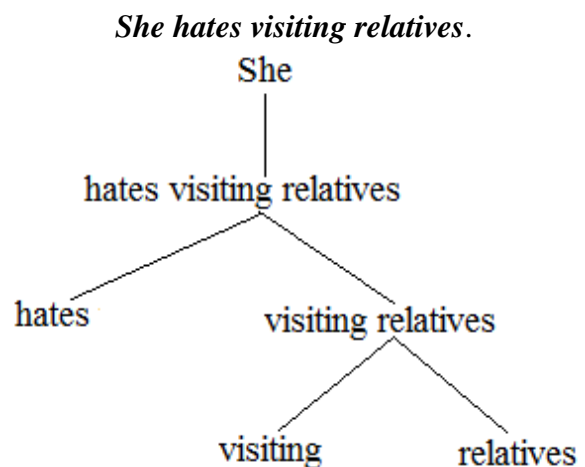 She hates visiting relatives.
She
hates visiting relatives
hates
visiting relatives
visiting
relatives